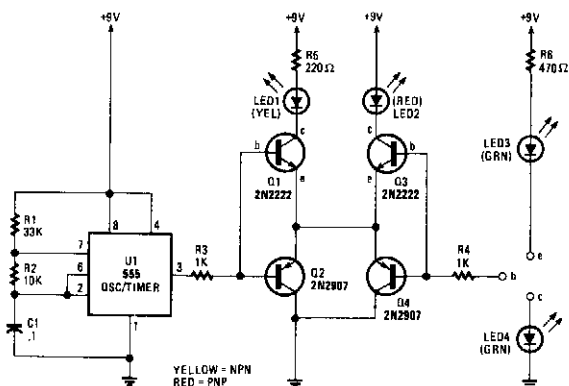 +9V
+9V
+9V
+9V
R5
220Ω
R6
470Ω
LED1
(YEL)
(RED)
LED2
LED3
(GRN)
c
c
b
b
Q1
2N2222
e
e
Q3
2N2222
R1
33K
8
4
7
R2
10K
6
2
U1
555
OSC/TIMER
3
R3
1K
Q2
2N2907
Q4
2N2907
R4
1K
e
b
c
C1
.1
1
LED4
(GRN)
YELLOW = NPN
RED = PNP